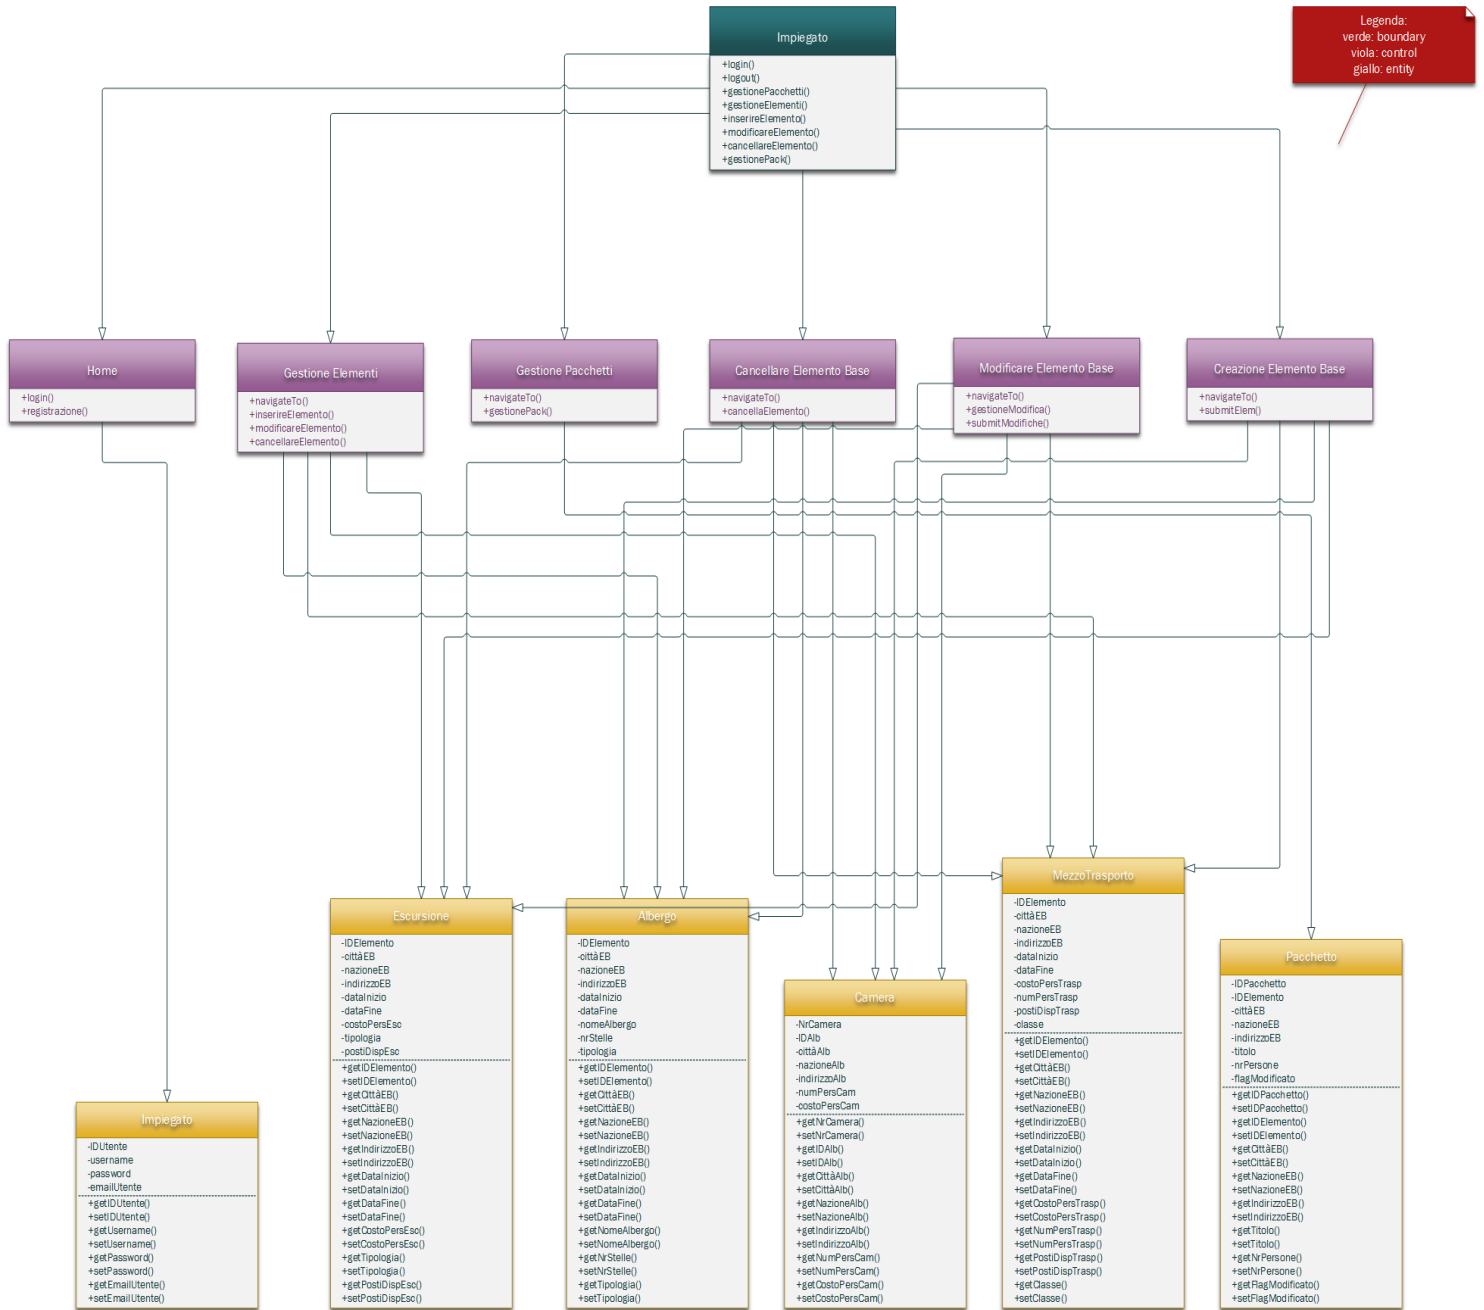 Impiegato
+login()
+logout()
+gestionePacchetti()
+gestioneElementi()
+inserireElemento()
+modificareElemento()
+cancellareElemento()
+gestionePack()
Legenda:
verde: boundary
viola: control
giallo: entity
Home
+login()
+registrazione()
Gestione Elementi
+navigateTo()
+inserireElemento()
+modificareElemento()
+cancellareElemento()
Gestione Pacchetti
+navigateTo()
+gestionePack()
Cancellare Elemento Base
+navigateTo()
+cancellaElemento()
Modificare Elemento Base
+navigateTo()
+gestioneModifica()
+submitModifiche()
Creazione Elemento Base
+navigateTo()
+submitElem()
Impiegato
-IDUtente
-username
-password
-emailUtente
+getIDUtente()
+setIDUtente()
+getUsername()
+setUsername()
+getPassword()
+setPassword()
+getEmailUtente()
+setEmailUtente()
Escursione
-IDElemento
-cittàEB
-nazioneEB
-indirizzoEB
-dataInizio
-dataFine
-costoPersEsc
-tipologia
-postiDispEsc
+getIDElemento()
+setIDElemento()
+getCittàEB()
+setCittàEB()
+getNazioneEB()
+setNazioneEB()
+getIndirizzoEB()
+setIndirizzoEB()
+getDataInizio()
+setDataInizio()
+getDataFine()
+setDataFine()
+getCostoPersEsc()
+setCostoPersEsc()
+getTipologia()
+setTipologia()
+getPostiDispEsc()
+setPostiDispEsc()
Albergo
-IDElemento
-cittàEB
-nazioneEB
-indirizzoEB
-dataInizio
-dataFine
-nomeAlbergo
-nrStelle
-tipologia
+getIDElemento()
+setIDElemento()
+getCittàEB()
+setCittàEB()
+getNazioneEB()
+setNazioneEB()
+getIndirizzoEB()
+setIndirizzoEB()
+getDataInizio()
+setDataInizio()
+getDataFine()
+setDataFine()
+getNomeAlbergo()
+setNomeAlbergo()
+getNrStelle()
+setNrStelle()
+getTipologia()
+setTipologia()
Camera
-NrCamera
-IDAlb
-cittàAlb
-nazioneAlb
-indirizzoAlb
-numPersCam
-costoPersCam
+getNrCamera()
+setNrCamera()
+getIDAlb()
+setIDAlb()
+getCittàAlb()
+setCittàAlb()
+getNazioneAlb()
+setNazioneAlb()
+getIndirizzoAlb()
+setIndirizzoAlb()
+getNumPersCam()
+setNumPersCam()
+getCostoPersCam()
+setCostoPersCam()
MezzoTrasporto
-IDElemento
-cittàEB
-nazioneEB
-indirizzoEB
-dataInizio
-dataFine
-costoPersTrasp
-numPersTrasp
-postiDispTrasp
-classe
+getIDElemento()
+setIDElemento()
+getCittàEB()
+setCittàEB()
+getNazioneEB()
+setNazioneEB()
+getIndirizzoEB()
+setIndirizzoEB()
+getDataInizio()
+setDataInizio()
+getDataFine()
+setDataFine()
+getCostoPersTrasp()
+setCostoPersTrasp()
+getNumPersTrasp()
+setNumPersTrasp()
+getPostiDispTrasp()
+setPostiDispTrasp()
+getClasse()
+setClasse()
Pacchetto
-IDPacchetto
-IDElemento
-cittàEB
-nazioneEB
-indirizzoEB
-titolo
-nrPersone
-flagModificato
+getIDPacchetto()
+setIDPacchetto()
+getIDElemento()
+setIDElemento()
+getCittàEB()
+setCittàEB()
+getNazioneEB()
+setNazioneEB()
+getIndirizzoEB()
+setIndirizzoEB()
+getTitolo()
+setTitolo()
+getNrPersone()
+setNrPersone()
+getFlagModificato()
+setFlagModificato()